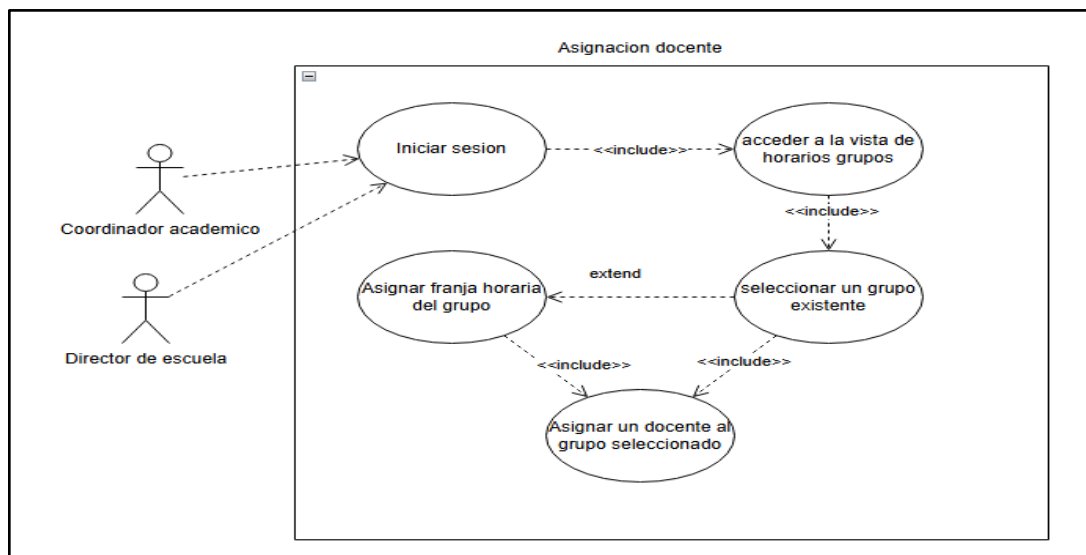 Asignacion docente
Iniciar sesion
<<include>>
acceder a la vista de
horarios grupos
Coordinador academico
<<include>>
Asignar franja horaria
del grupo
extend
seleccionar un grupo
existente
Director de escuela
<<include>>
<<include>>
Asignar un docente al
grupo seleccionado